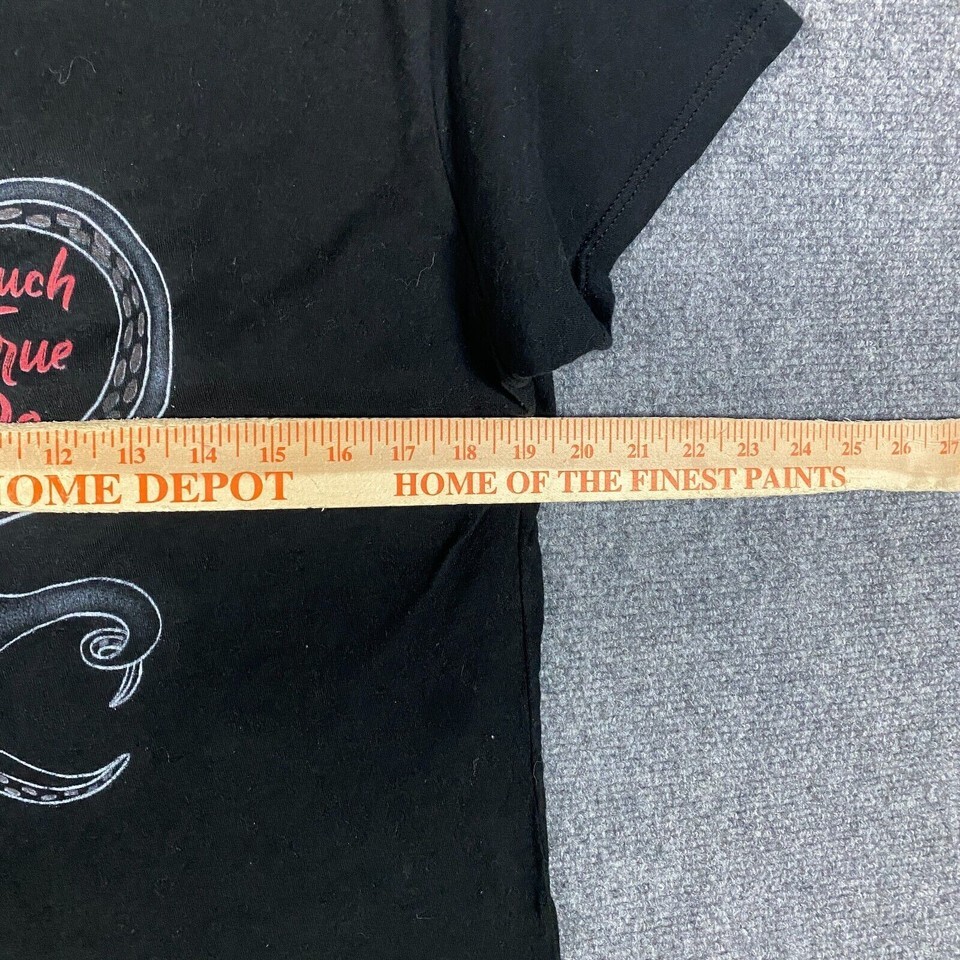 uch
True
12 13 14 15 16 17 18 19 20 21 22 23 24 25 26 27
HOME DEPOT HOME OF THE FINEST PAINTS